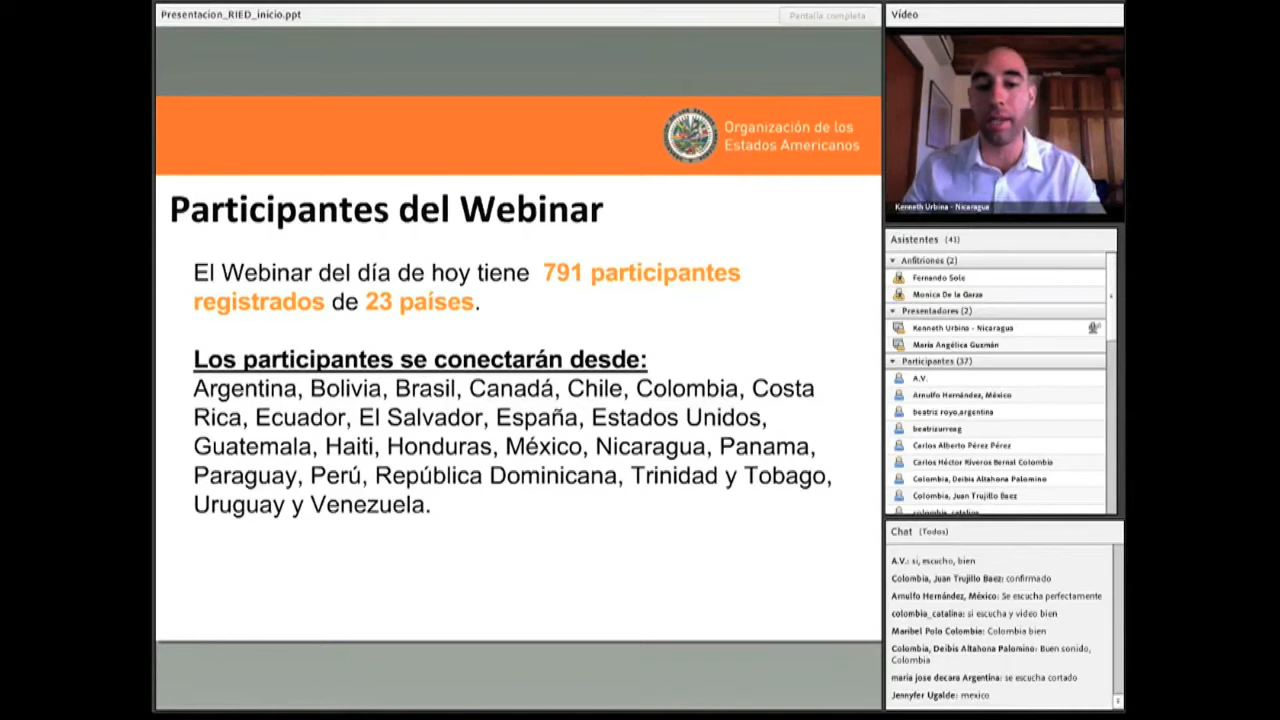 Presentacion_RIED_inicio.ppt
Pantalla completa
Organización de los
Estados Americanos
Participantes del Webinar
El Webinar del día de hoy tiene 791 participantes
registrados de 23 países.
Los participantes se conectarán desde:
Argentina, Bolivia, Brasil, Canadá, Chile, Colombia, Costa
Rica, Ecuador, El Salvador, España, Estados Unidos,
Guatemala, Haiti, Honduras, México, Nicaragua, Panama,
Paraguay, Perú, República Dominicana, Trinidad y Tobago,
Uruguay y Venezuela.
Vídeo
Kenneth Urbina - Nicaragua
Asistentes (41)
Anfitriones (2)
Fernando Sole
Monica De la Garza
Presentadores (2)
Kenneth Urbina - Nicaragua
María Angélica Guzmán
Participantes (37)
A.V.
Arnulfo Hernández, México
beatriz royo,argentina
beatrizurreag
Carlos Alberto Pérez Pérez
Carlos Héctor Riveros Bernal Colombia
Colombia, Deibis Altahona Palomino
Colombia, Juan Trujillo Baez
colombia_catalina
Chat (Todos)
A.V.: si, escucho, bien
Colombia, Juan Trujillo Baez: confirmado
Arnulfo Hernández, México: Se escucha perfectamente
colombia_catalina: si escucha y video bien
Maribel Polo Colombia: Colombia bien
Colombia, Deibis Altahona Palomino: Buen sonido,
Colombia
maria jose decara Argentina: se escucha cortado
Jennyfer Ugalde: mexico